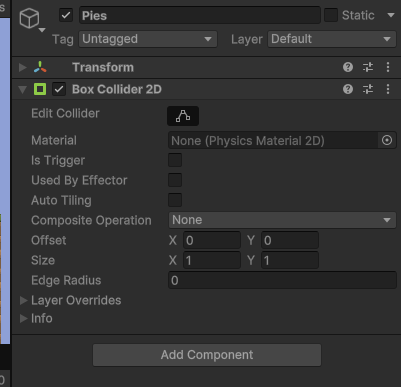 s
Pies Static
Tag Untagged Layer Default
Transform
Box Collider 2D
Edit Collider
Material None (Physics Material 2D)
Is Trigger
Used By Effector
Auto Tiling
Composite Operation None
Offset X 0 Y 0
Size X 1 Y 1
Edge Radius 0
Layer Overrides
Info
Add Component
0